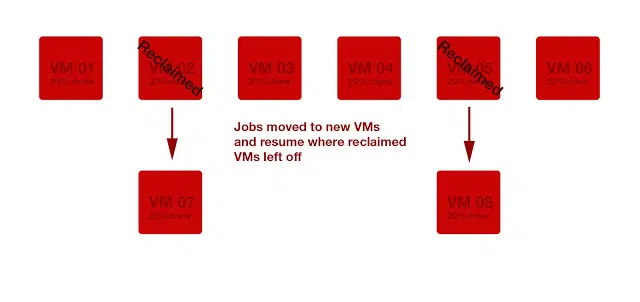 VM 01
20% done
Reclaimed
VM 02
20% done
VM 03
20% done
VM 04
20% done
Reclaimed
VM 05
20% done
VM 06
20% done
Jobs moved to new VMs
and resume where reclaimed
VMs left off
VM 07
20% done
VM 08
20% done